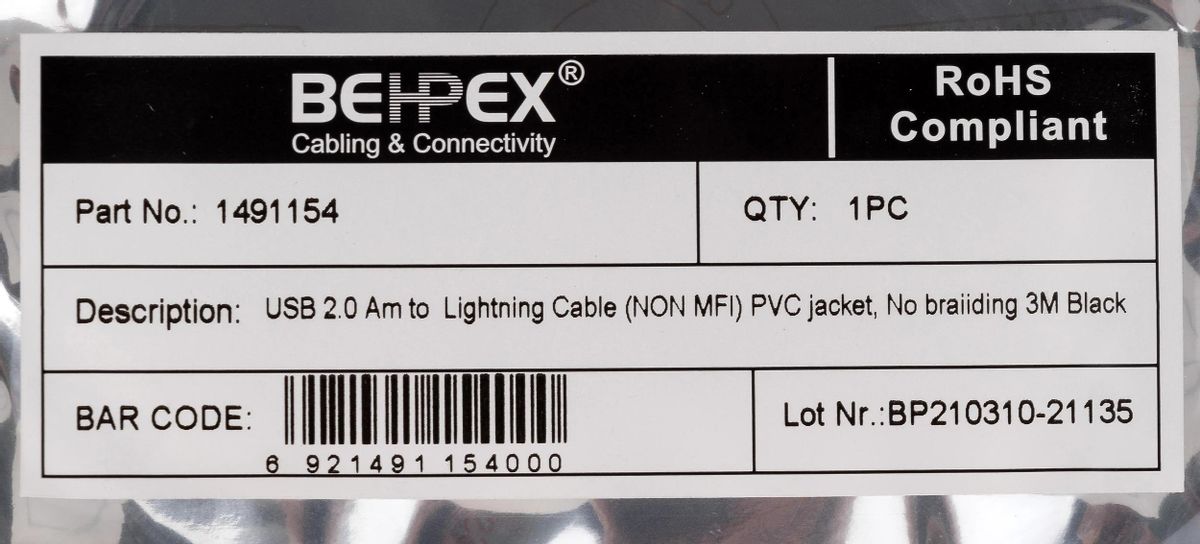 BEHPEX®
Cabling & Connectivity
RoHS
Compliant
Part No.: 1491154
QTY: 1PC
Description: USB 2.0 Am to Lightning Cable (NON MFI) PVC jacket, No braiiding 3M Black
BAR CODE:
6 921491 154000
Lot Nr.:BP210310-21135